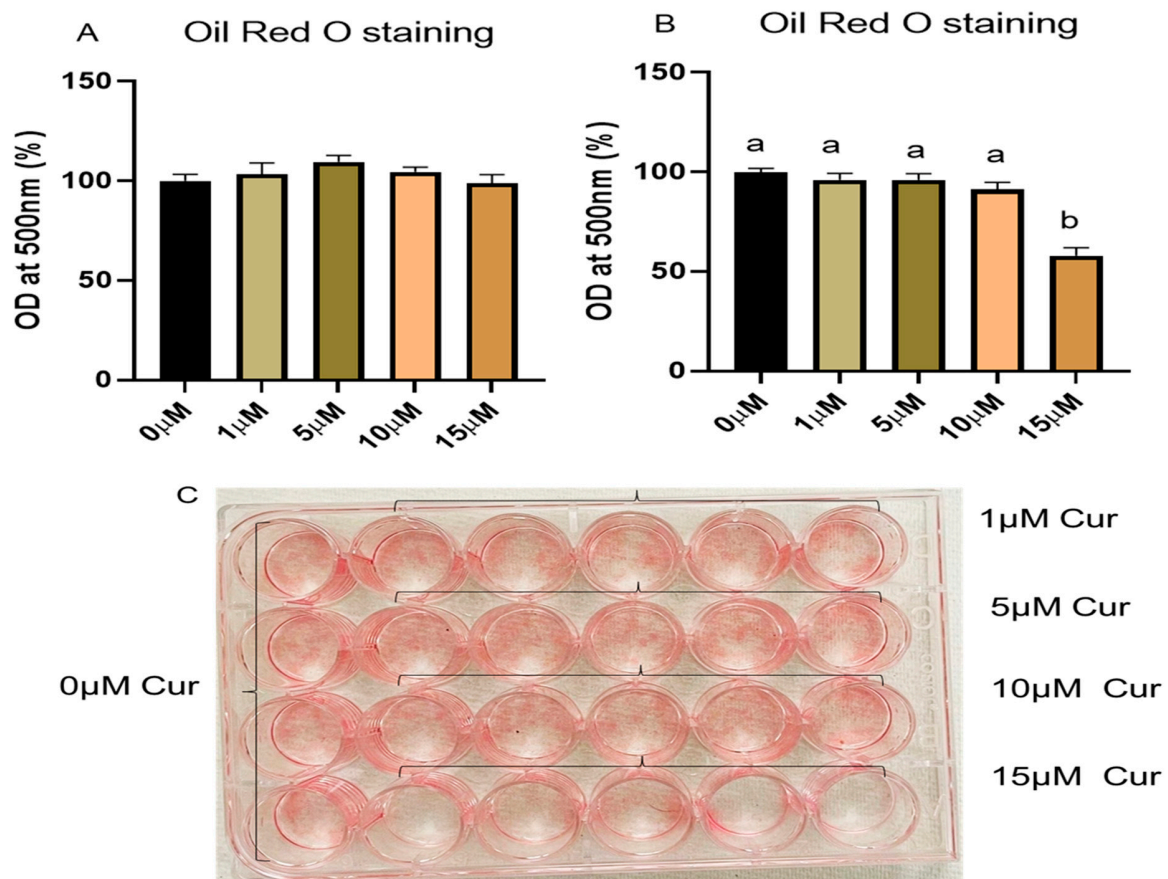 A
Oil Red O staining
OD at 500nm (%)
150
100
50
0
0μM
1μM
5μM
10μM
15μM
B
Oil Red O staining
OD at 500nm (%)
150
100
50
0
a
a
a
a
b
0μM
1μM
5μM
10μM
15μM
C
1μM Cur
5μM Cur
0μM Cur
10μM Cur
15μM Cur